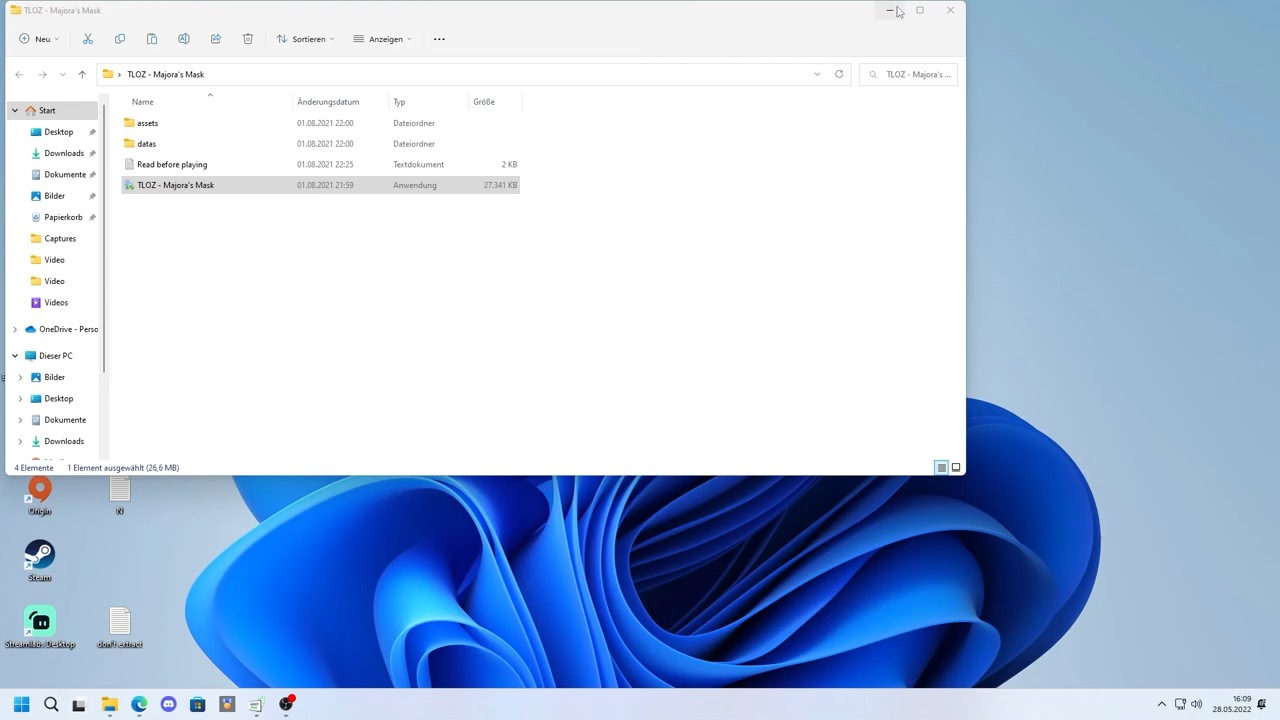 TLOZ - Majora's Mask
Neu
Sortieren
Anzeigen
TLOZ - Majora's Mask
TLOZ - Majora's ...
Name
Änderungsdatum
Typ
Größe
assets
01.08.2021 22:00
Dateiordner
datas
01.08.2021 22:00
Dateiordner
Read before playing
01.08.2021 22:25
Textdokument
2 KB
TLOZ - Majora's Mask
01.08.2021 21:59
Anwendung
27.341 KB
Start
Desktop
Downloads
Dokumente
Bilder
Papierkorb
Captures
Video
Video
Videos
OneDrive - Perso
Dieser PC
Bilder
Desktop
Dokumente
Downloads
4 Elemente
1 Element ausgewählt (26,6 MB)
Origin
N
Steam
Streamlabs Desktop
don't extract
16:09
28.05.2022